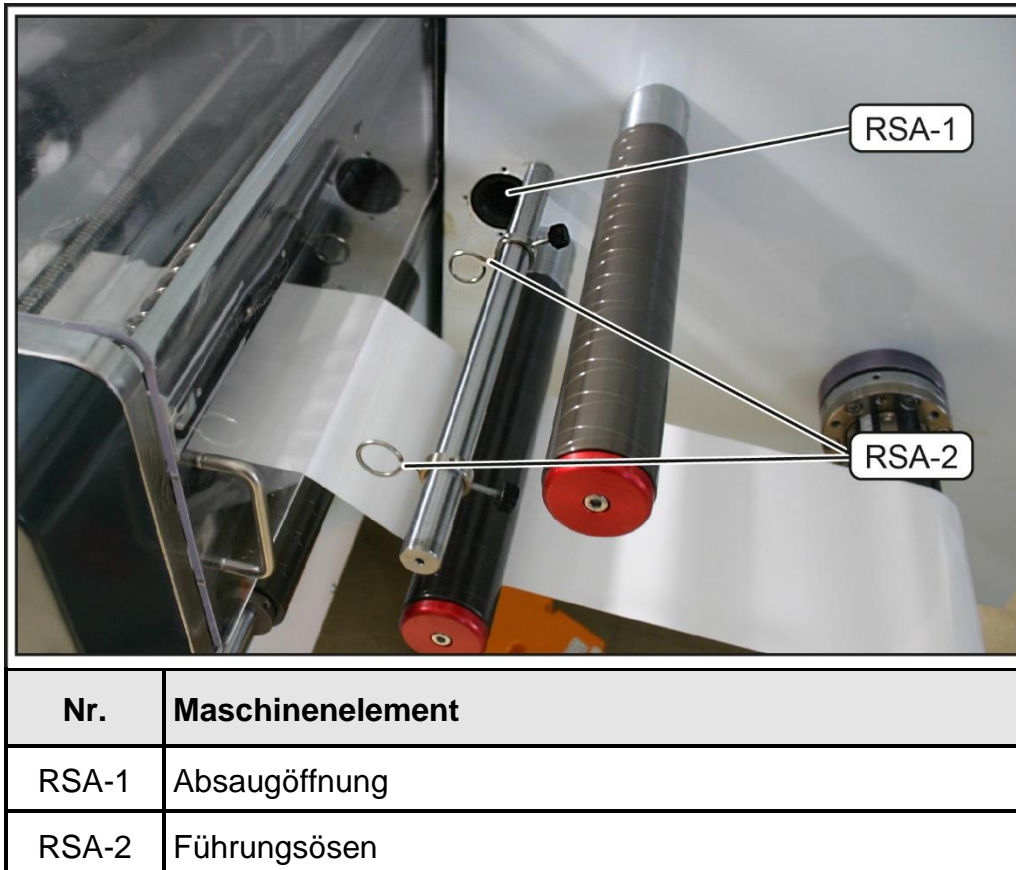 RSA-1
RSA-2
Nr. Maschinenelement
RSA-1 Absaugöffnung
RSA-2 Führungsösen